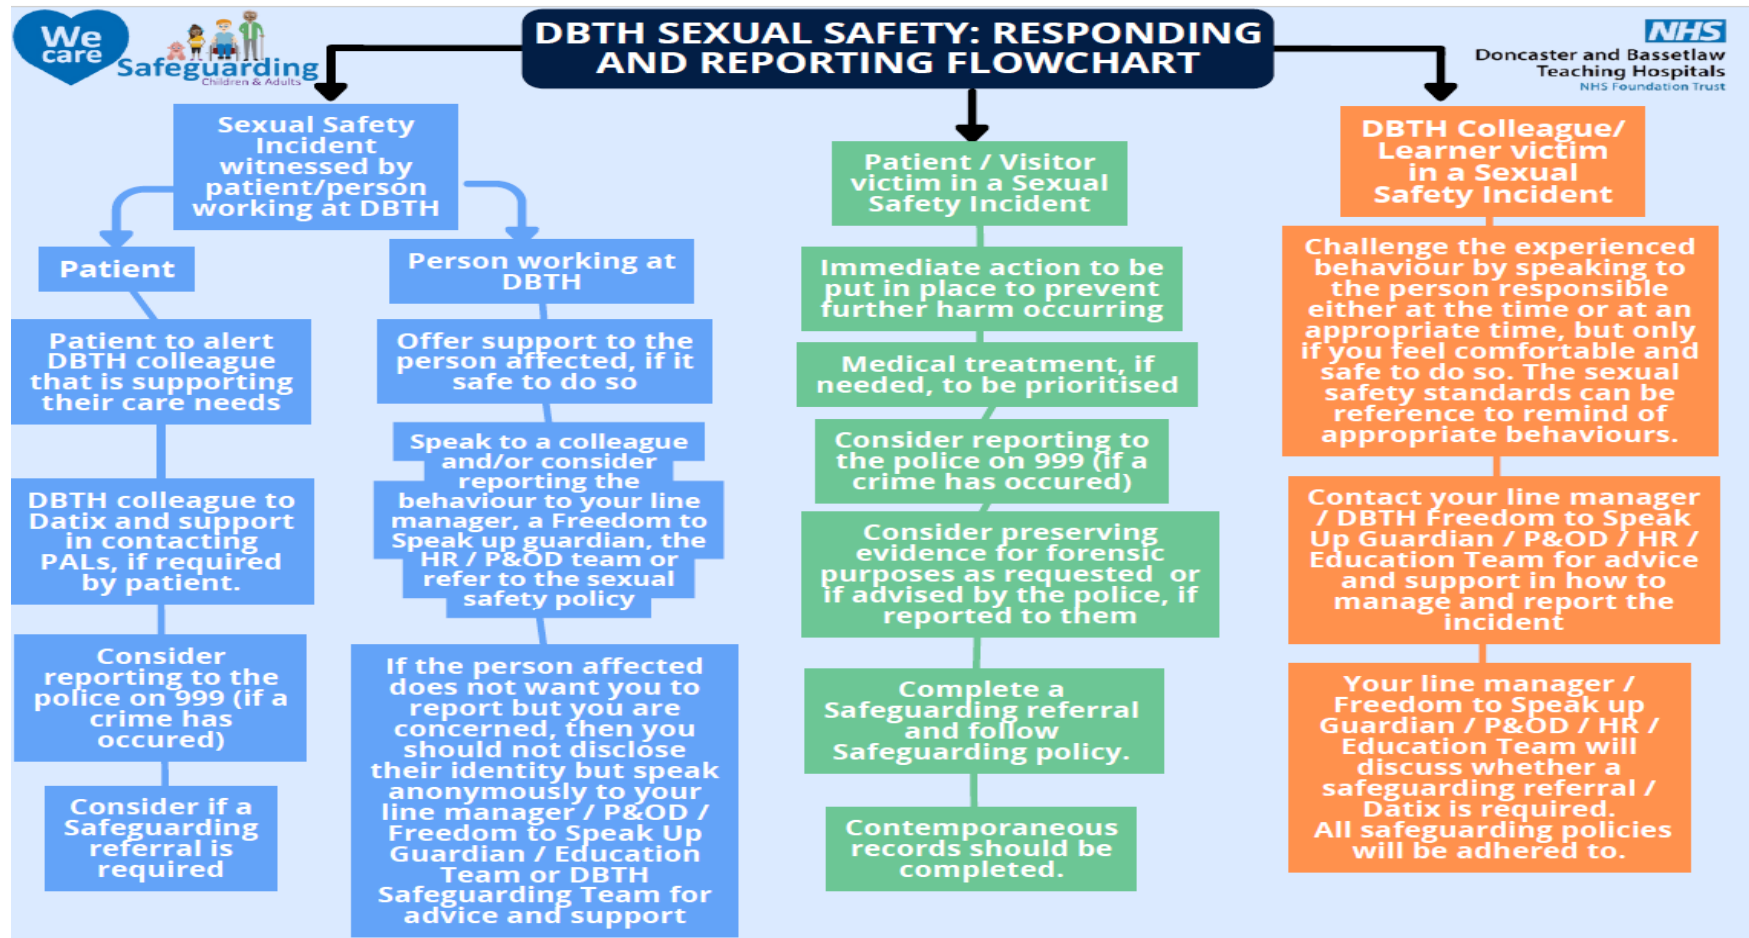 We
care
Safeguarding
Children & Adults
DBTH SEXUAL SAFETY: RESPONDING
AND REPORTING FLOWCHART
NHS
Doncaster and Bassetlaw
Teaching Hospitals
NHS Foundation Trust
Sexual Safety
Incident
witnessed by
patient/person
working at DBTH
Patient
Patient to alert
DBTH colleague
that is supporting
their care needs
DBTH colleague to
Datix and support
in contacting
PALs, if required
by patient.
Consider
reporting to the
police on 999 (if a
crime has
occured)
Consider if a
Safeguarding
referral is
required
Person working at
DBTH
Offer support to the
person affected, if it
safe to do so
Speak to a colleague
and/or consider
reporting the
behaviour to your line
manager, a Freedom to
Speak up guardian, the
HR / P&OD team or
refer to the sexual
safety policy
If the person affected
does not want you to
report but you are
concerned, then you
should not disclose
their identity but speak
anonymously to your
line manager / P&OD /
Freedom to Speak Up
Guardian / Education
Team or DBTH
Safeguarding Team for
advice and support
Patient / Visitor
victim in a Sexual
Safety Incident
Immediate action to be
put in place to prevent
further harm occurring
Medical treatment, if
needed, to be prioritised
Consider reporting to
the police on 999 (if a
crime has occured)
Consider preserving
evidence for forensic
purposes as requested or
if advised by the police, if
reported to them
Complete a
Safeguarding referral
and follow
Safeguarding policy.
Contemporaneous
records should be
completed.
DBTH Colleague/
Learner victim
in a Sexual
Safety Incident
Challenge the experienced
behaviour by speaking to
the person responsible
either at the time or at an
appropriate time, but only
if you feel comfortable and
safe to do so. The sexual
safety standards can be
reference to remind of
appropriate behaviours.
Contact your line manager
/ DBTH Freedom to Speak
Up Guardian / P&OD / HR /
Education Team for advice
and support in how to
manage and report the
incident
Your line manager /
Freedom to Speak up
Guardian / P&OD / HR /
Education Team will
discuss whether a
safeguarding referral /
Datix is required.
All safeguarding policies
will be adhered to.